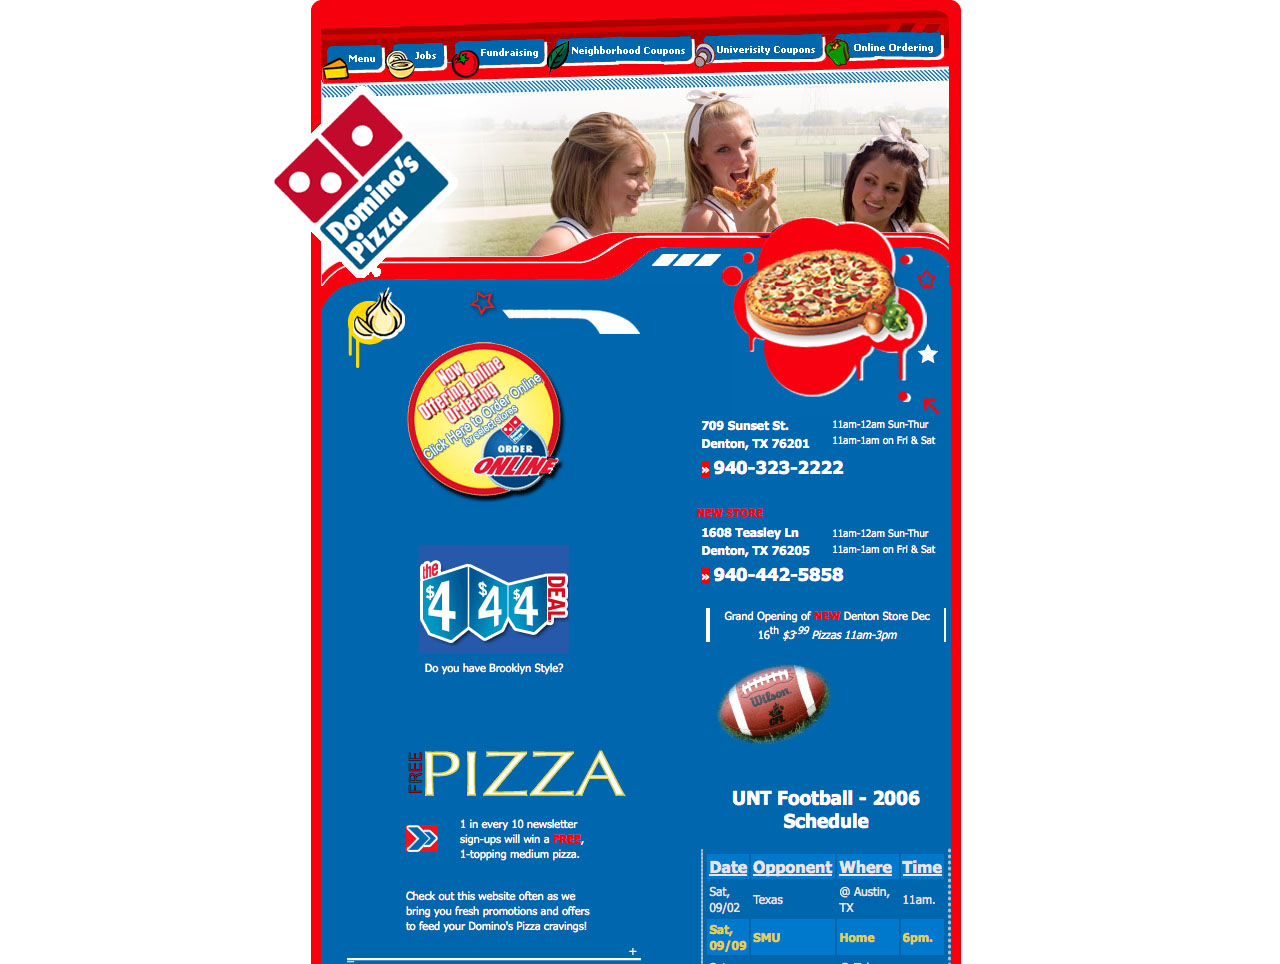 Menu
Jobs
Fundraising
Neighborhood Coupons
Univerisity Coupons
Online Ordering
Domino's
Pizza
Now
Offering Online
Ordering
Click Here to Order Online
for select stores
ORDER
ONLINE
709 Sunset St.
11am-12am Sun-Thur
Denton, TX 76201
11am-1am on Fri & Sat
» 940-323-2222
NEW STORE
1608 Teasley Ln
11am-12am Sun-Thur
Denton, TX 76205
11am-1am on Fri & Sat
» 940-442-5858
the
$4 $4 $4
DEAL
Do you have Brooklyn Style?
Grand Opening of NEW Denton Store Dec
16th $3.99 Pizzas 11am-3pm
Wilson
FREE PIZZA
1 in every 10 newsletter
sign-ups will win a FREE,
1-topping medium pizza.
Check out this website often as we
bring you fresh promotions and offers
to feed your Domino's Pizza cravings!
UNT Football - 2006
Schedule
Date Opponent Where Time
Sat, 09/02 Texas @ Austin, TX 11am.
Sat, 09/09 SMU Home 6pm.